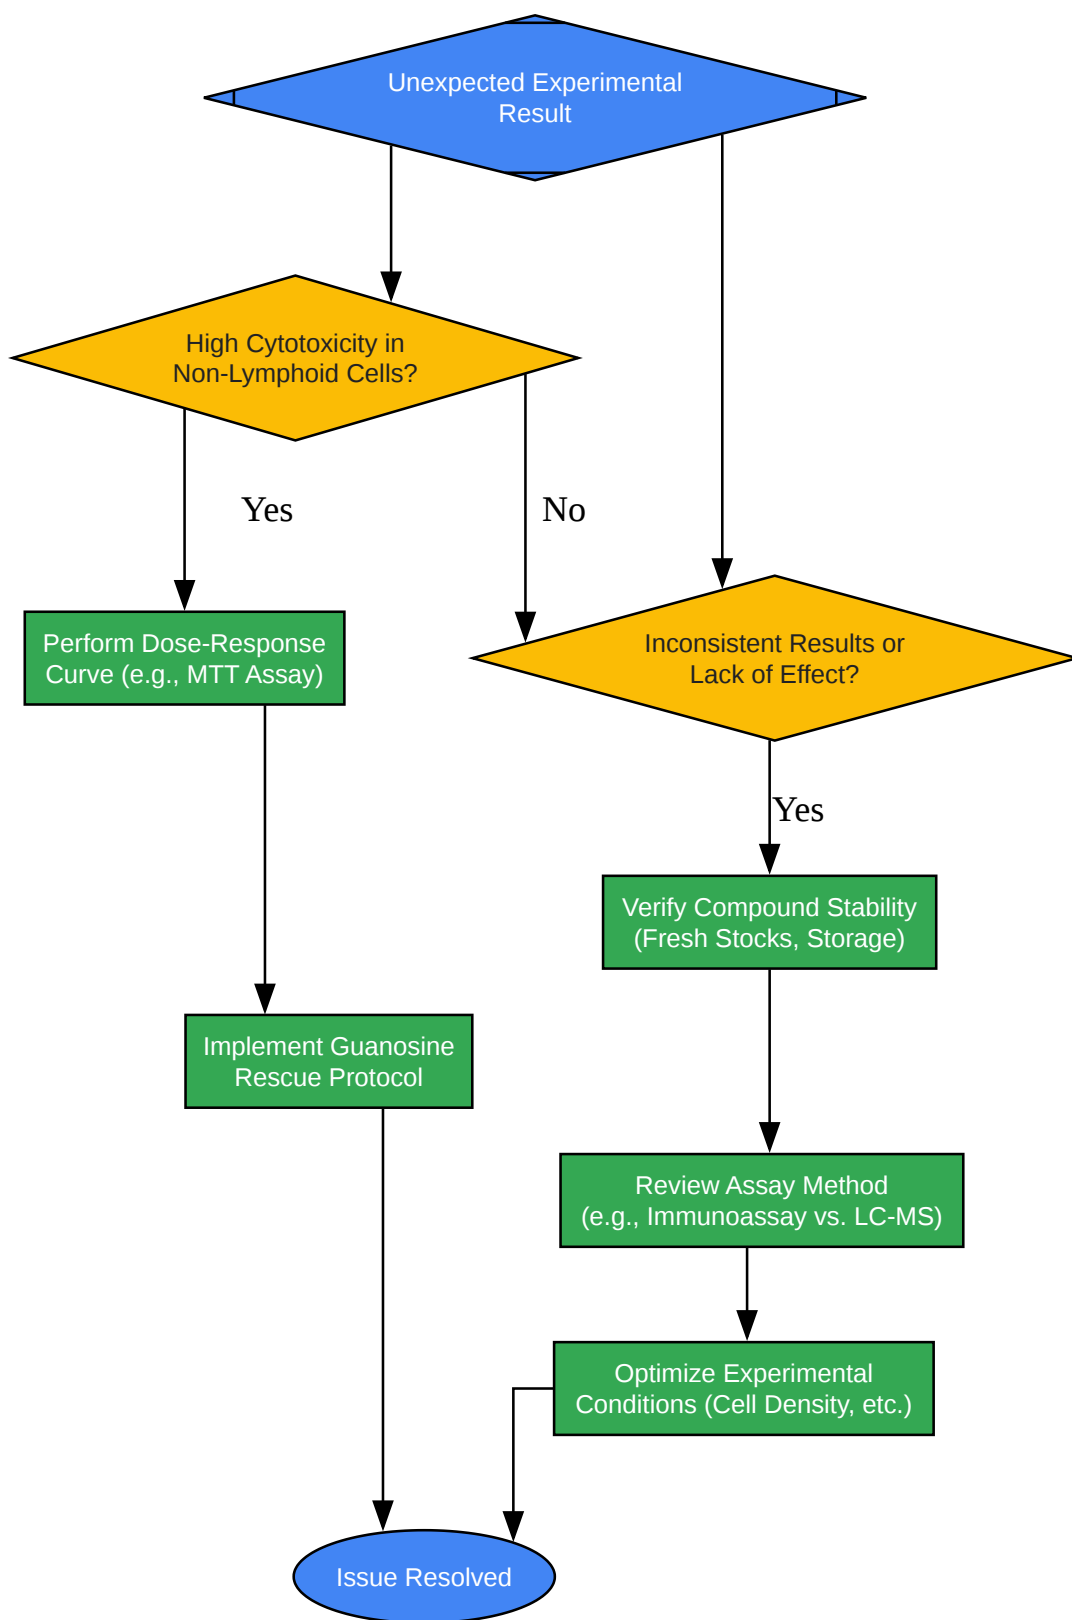 Unexpected Experimental
Result
High Cytotoxicity in
Non-Lymphoid Cells?
Yes
No
Perform Dose-Response
Curve (e.g., MTT Assay)
Inconsistent Results or
Lack of Effect?
Yes
Verify Compound Stability
(Fresh Stocks, Storage)
Implement Guanosine
Rescue Protocol
Review Assay Method
(e.g., Immunoassay vs. LC-MS)
Optimize Experimental
Conditions (Cell Density, etc.)
Issue Resolved